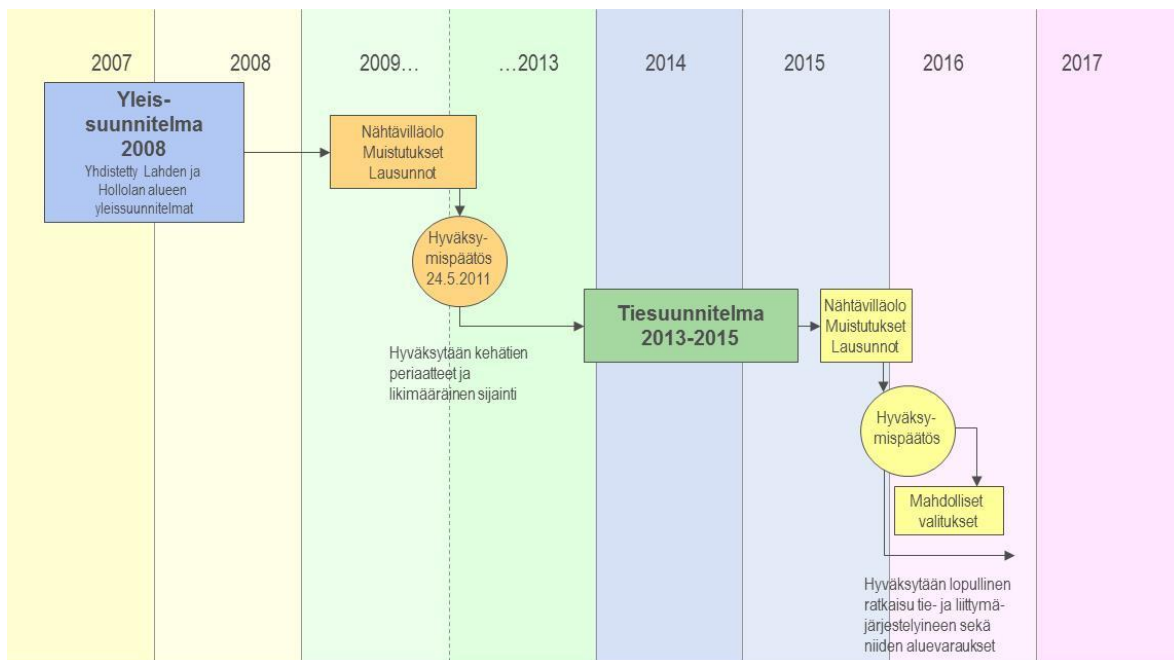 2007 2008 2009... ...2013 2014 2015 2016 2017
Yleis-
suunnitelma
2008
Yhdistetty Lahden ja
Hollolan alueen
yleissuunnitelmat
Nähtävilläolo
Muistutukset
Lausunnot
Hyväksy-
mispäätös
24.5.2011
Hyväksytään kehätien
periaatteet ja
likimääräinen sijainti
Tiesuunnitelma
2013-2015
Nähtävilläolo
Muistutukset
Lausunnot
Hyväksy-
mispäätös
Mahdolliset
valitukset
Hyväksytään lopullinen
ratkaisu tie- ja liittymä-
järjestelyineen sekä
niiden aluevaraukset